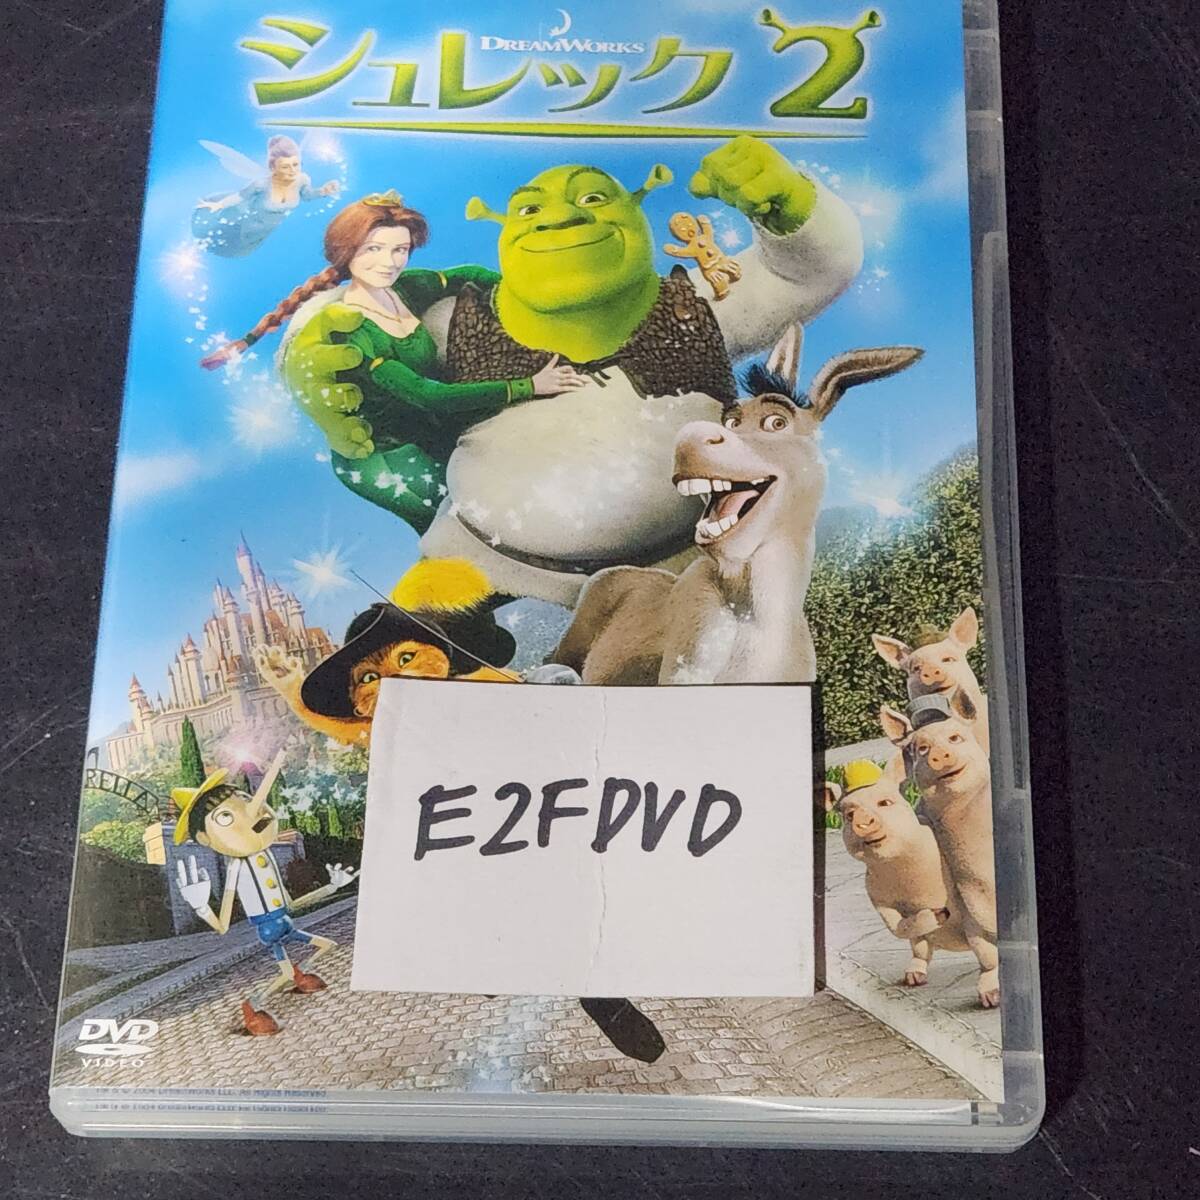 DREAMWORKS
シュレック 2
E2FDVD
DVD
VIDEO